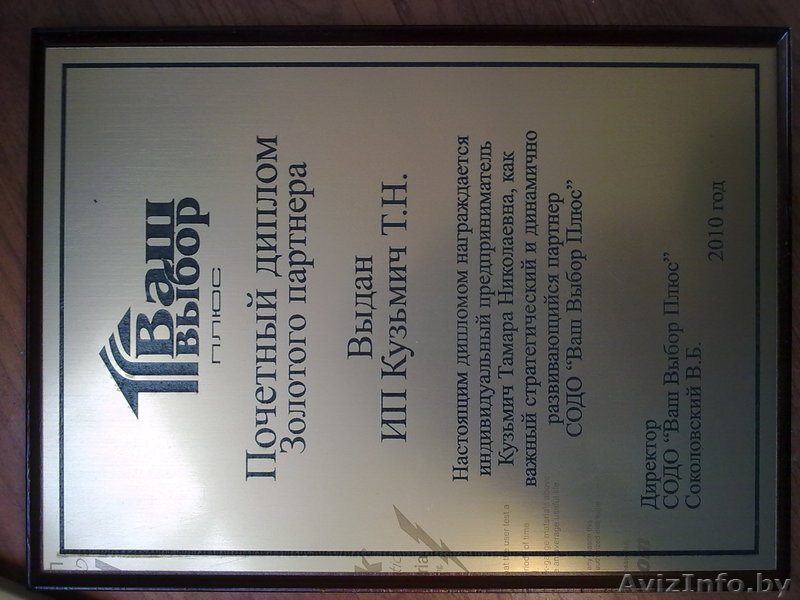 Ваш
выбор
плюс
Почетный диплом
Золотого партнера
Выдан
ИП Кузьмич Т.Н.
Настоящим дипломом награждается
индивидуальный предприниматель
Кузьмич Тамара Николаевна, как
важный стратегический и динамично
развивающийся партнер
СОДО “Ваш Выбор Плюс”
Директор
СОДО “Ваш Выбор Плюс”
Соколовский В.Б.
2010 год
AvizInfo.by